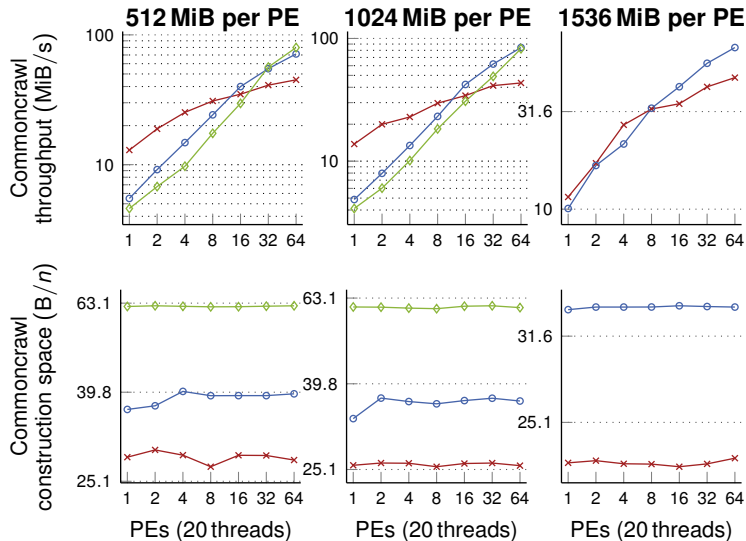 512 MiB per PE 1024 MiB per PE 1536 MiB per PE
Commoncrawl
throughput (MiB/s)
100
10
1 2 4 8 16 32 64
100
10
1 2 4 8 16 32 64
31.6
10
1 2 4 8 16 32 64
Commoncrawl
construction space (B/n)
63.1
39.8
25.1
1 2 4 8 16 32 64
PEs (20 threads)
63.1
39.8
25.1
1 2 4 8 16 32 64
PEs (20 threads)
31.6
25.1
1 2 4 8 16 32 64
PEs (20 threads)